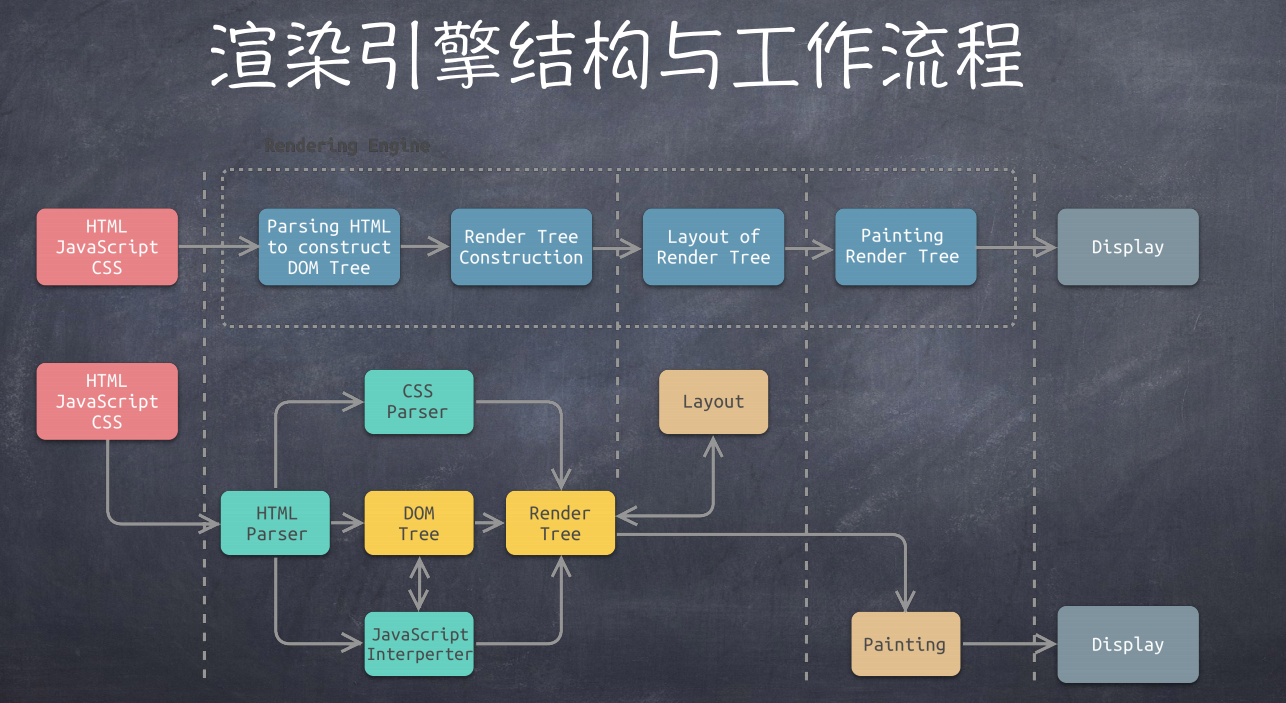 渲染引擎结构与工作流程
Rendering Engine
HTML
JavaScript
CSS
Parsing HTML
to construct
DOM Tree
Render Tree
Construction
Layout of
Render Tree
Painting
Render Tree
Display
HTML
JavaScript
CSS
CSS
Parser
Layout
HTML
Parser
DOM
Tree
Render
Tree
JavaScript
Interperter
Painting
Display